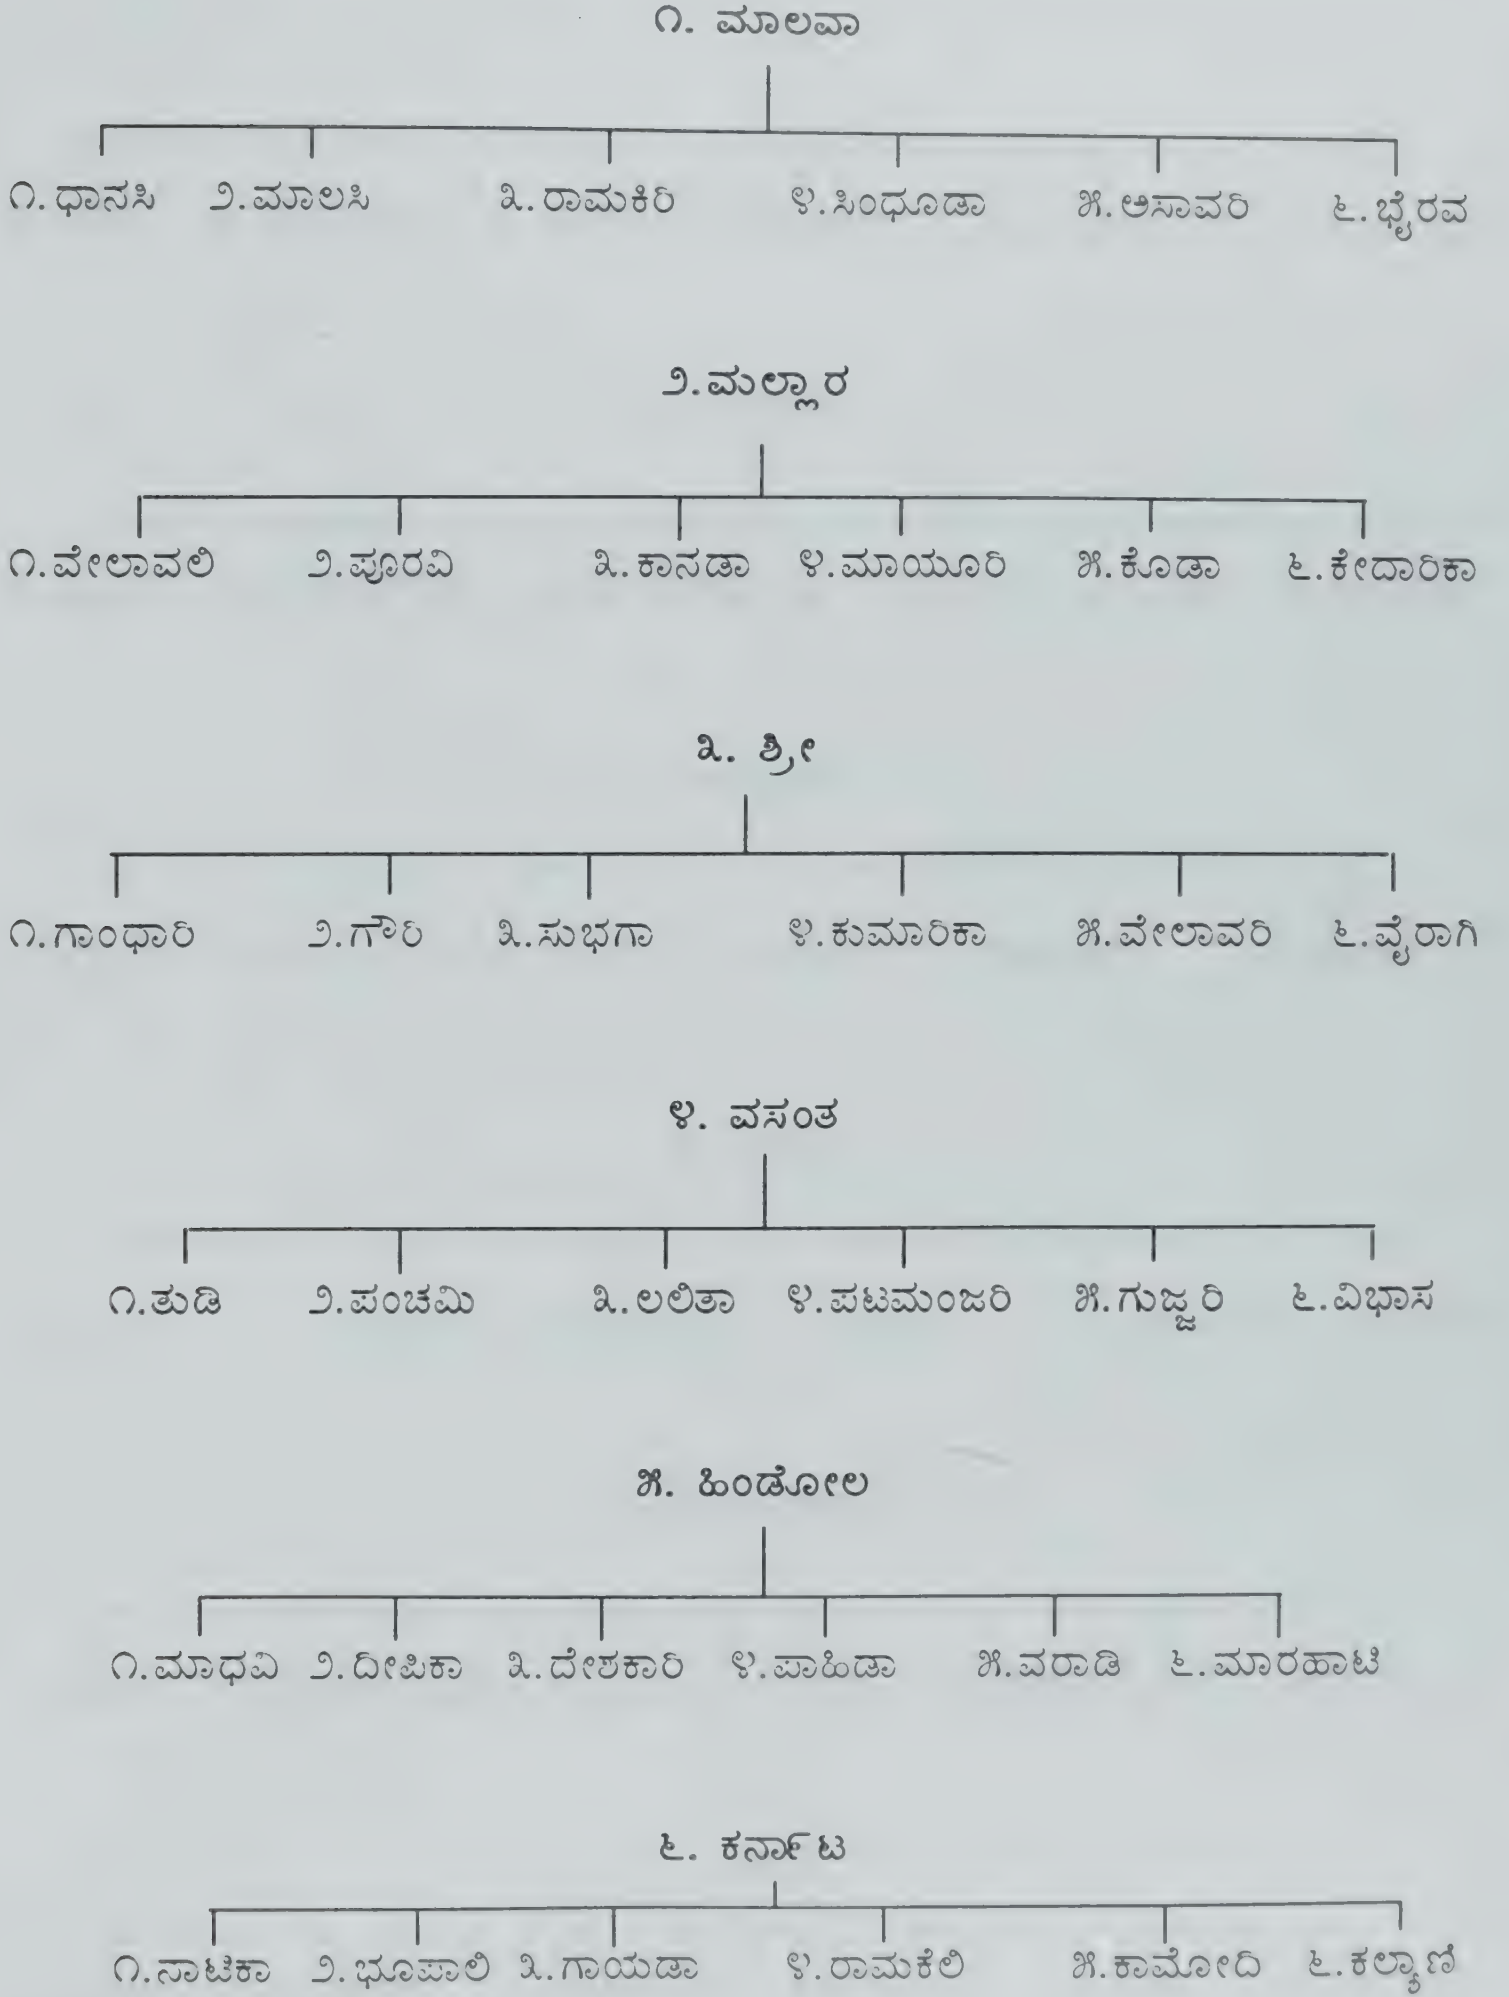 ೧. ಮಾಲವಾ
೧.ಧಾನಸಿ ೨.ಮಾಲಸಿ ೩.ರಾಮಕಿರಿ ೪.ಸಿಂಧೂಡಾ ೫.ಅಸಾವರಿ ೬.ಭೈರವ
೨.ಮಲ್ಲಾರ
೧.ವೇಲಾವಲಿ ೨.ಪೂರವಿ ೩.ಕಾನಡಾ ೪.ಮಾಯೂರಿ ೫.ಕೊಡಾ ೬.ಕೇದಾರಿಕಾ
೩. ಶ್ರೀ
೧.ಗಾಂಧಾರಿ ೨.ಗೌರಿ ೩.ಸುಭಗಾ ೪.ಕುಮಾರಿಕಾ ೫.ವೇಲಾವರಿ ೬.ವೈರಾಗಿ
೪. ವಸಂತ
೧.ತುಡಿ ೨.ಪಂಚಮಿ ೩.ಲಲಿತಾ ೪.ಪಟಮಂಜರಿ ೫.ಗುಜ್ಜರಿ ೬.ವಿಭಾಸ
೫. ಹಿಂಡೋಲ
೧.ಮಾಧವಿ ೨.ದೀಪಿಕಾ ೩.ದೇಶಕಾರಿ ೪.ಪಾಹಿಡಾ ೫.ವರಾಡಿ ೬.ಮಾರಹಾಟಿ
೬. ಕರ್ನಾಟ
೧.ನಾಟಿಕಾ ೨.ಭೂಪಾಲಿ ೩.ಗಾಯಡಾ ೪.ರಾಮಕೆಲಿ ೫.ಕಾಮೋದಿ ೬.ಕಲ್ಯಾಣಿ